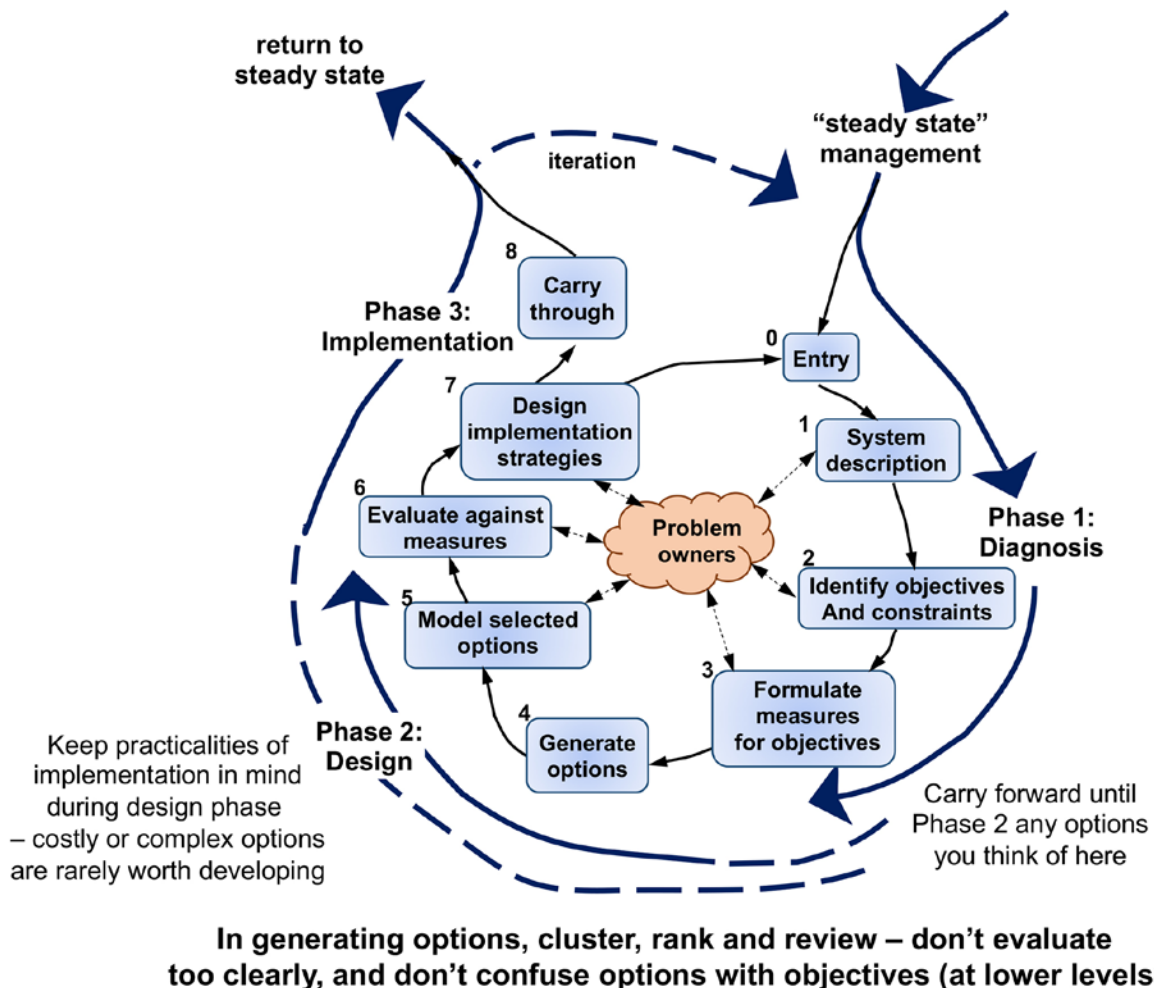 return to
steady state
“steady state”
management
iteration
8
Carry
through
Phase 3:
Implementation
0
Entry
7
Design
implementation
strategies
1
System
description
6
Evaluate against
measures
Problem
owners
Phase 1:
Diagnosis
2
Identify objectives
And constraints
5
Model selected
options
3
Formulate
measures
for objectives
4
Generate
options
Phase 2:
Design
Keep practicalities of
implementation in mind
during design phase
– costly or complex options
are rarely worth developing
Carry forward until
Phase 2 any options
you think of here
In generating options, cluster, rank and review – don’t evaluate
too clearly, and don’t confuse options with objectives (at lower levels